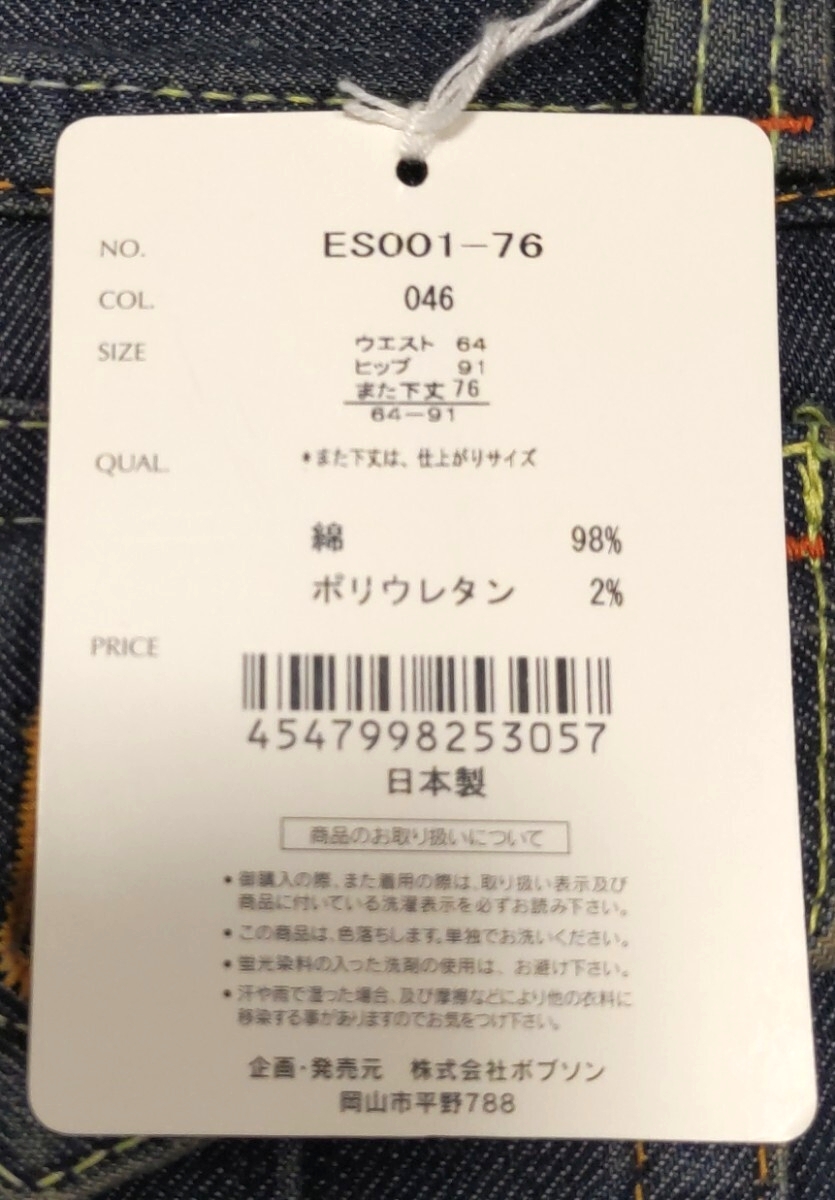 NO. ES001-76
COL. 046
SIZE ウエスト 64
ヒップ 91
また下丈 76
64-91
QUAL. *また下丈は、仕上がりサイズ
綿 98%
ポリウレタン 2%
PRICE
4547998253057
日本製
商品のお取り扱いについて
•御購入の際、また着用の際は、取り扱い表示及び
商品に付いている洗濯表示を必ずお読み下さい。
•この商品は、色落ちします。単独でお洗いください。
•蛍光染料の入った洗剤の使用は、お避け下さい。
•汗や雨で湿った場合、及び摩擦などにより他の衣料に
移染する事がありますのでお気をつけ下さい。
企画・発売元 株式会社ボブソン
岡山市平野788